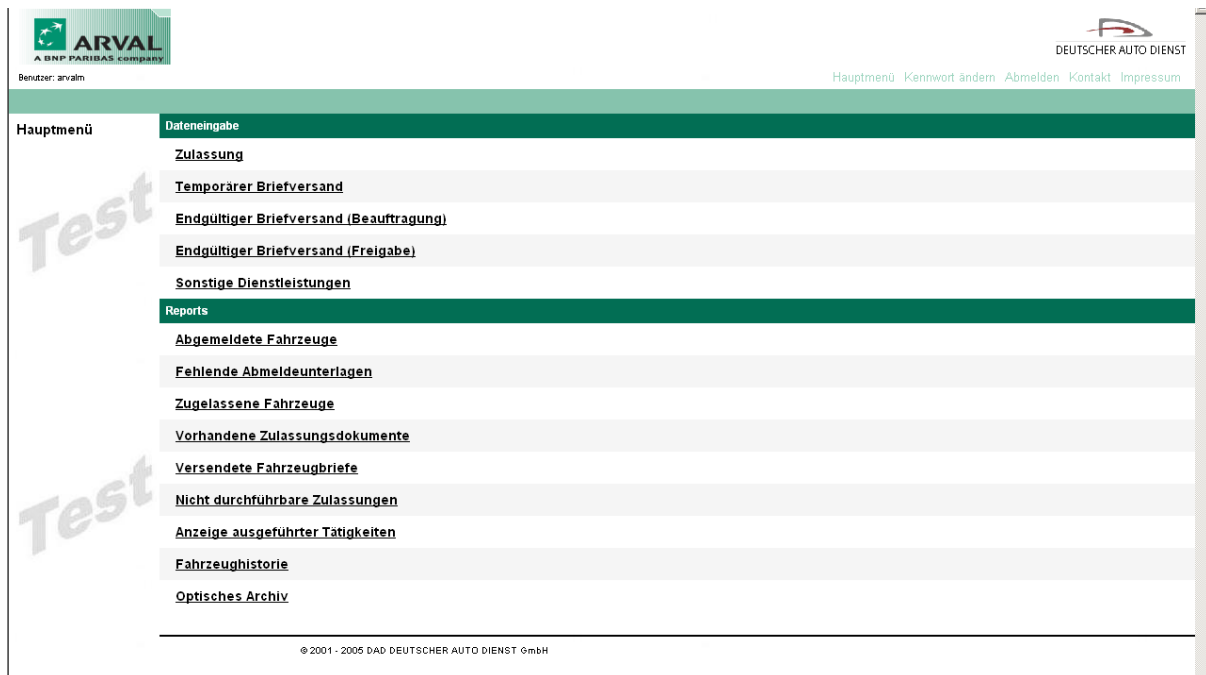 ARVAL
A BNP PARIBAS company
DEUTSCHER AUTO DIENST
Benutzer: arvalm
Hauptmenü Kennwort ändern Abmelden Kontakt Impressum
Hauptmenü
Test
Test
Dateneingabe
Zulassung
Temporärer Briefversand
Endgültiger Briefversand (Beauftragung)
Endgültiger Briefversand (Freigabe)
Sonstige Dienstleistungen
Reports
Abgemeldete Fahrzeuge
Fehlende Abmeldeunterlagen
Zugelassene Fahrzeuge
Vorhandene Zulassungsdokumente
Versendete Fahrzeugbriefe
Nicht durchführbare Zulassungen
Anzeige ausgeführter Tätigkeiten
Fahrzeughistorie
Optisches Archiv
© 2001 - 2005 DAD DEUTSCHER AUTO DIENST GmbH